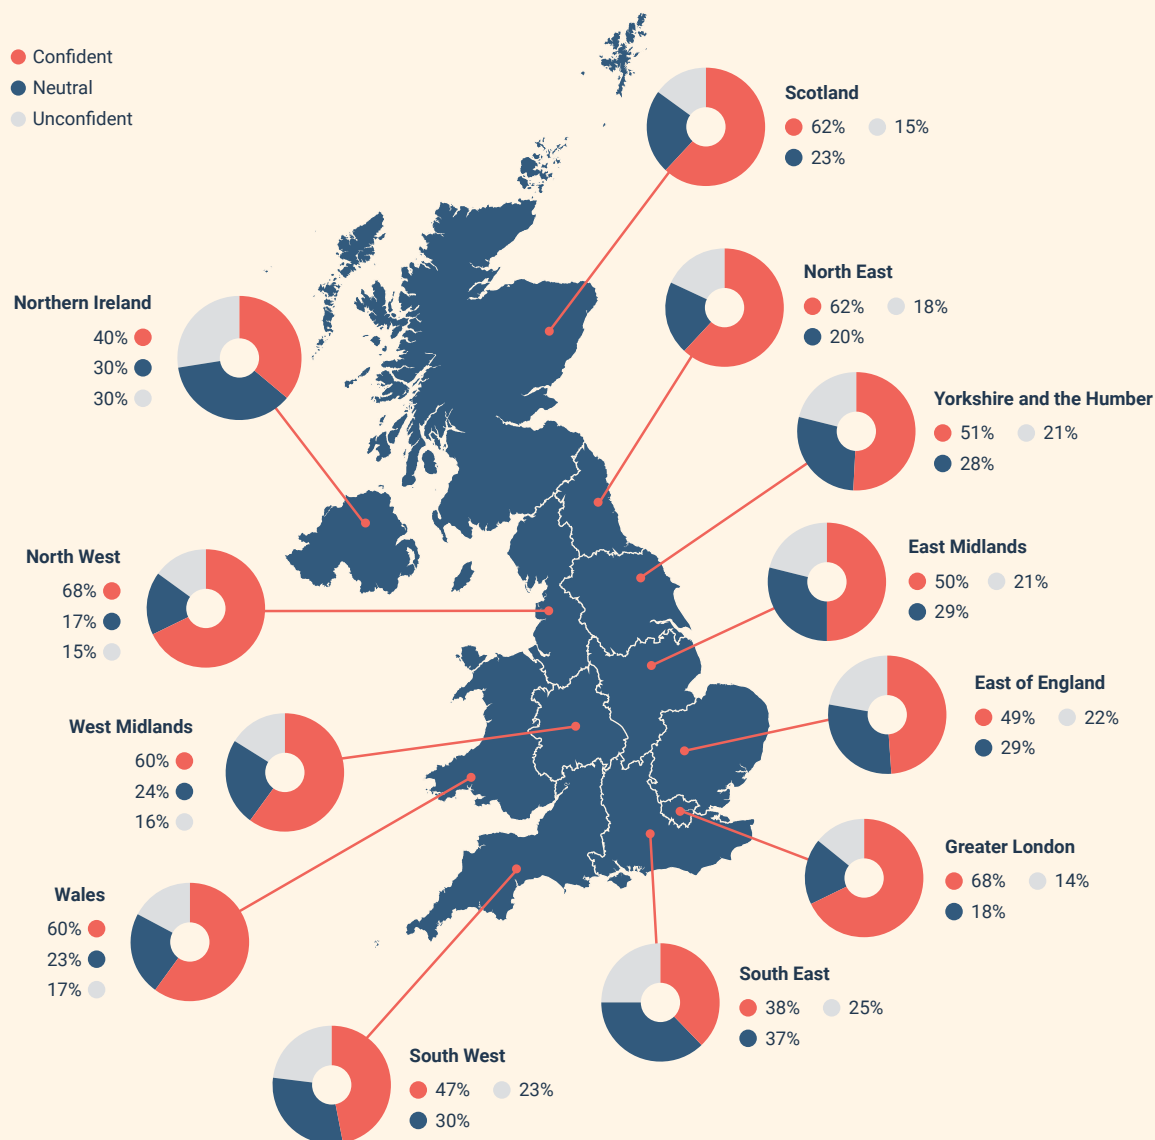 Confident
Neutral
Unconfident
Scotland
62% 15%
23%
North East
62% 18%
20%
Northern Ireland
40%
30%
30%
Yorkshire and the Humber
51% 21%
28%
North West
68%
17%
15%
East Midlands
50% 21%
29%
East of England
49% 22%
29%
West Midlands
60%
24%
16%
Greater London
68% 14%
18%
Wales
60%
23%
17%
South East
38% 25%
37%
South West
47% 23%
30%